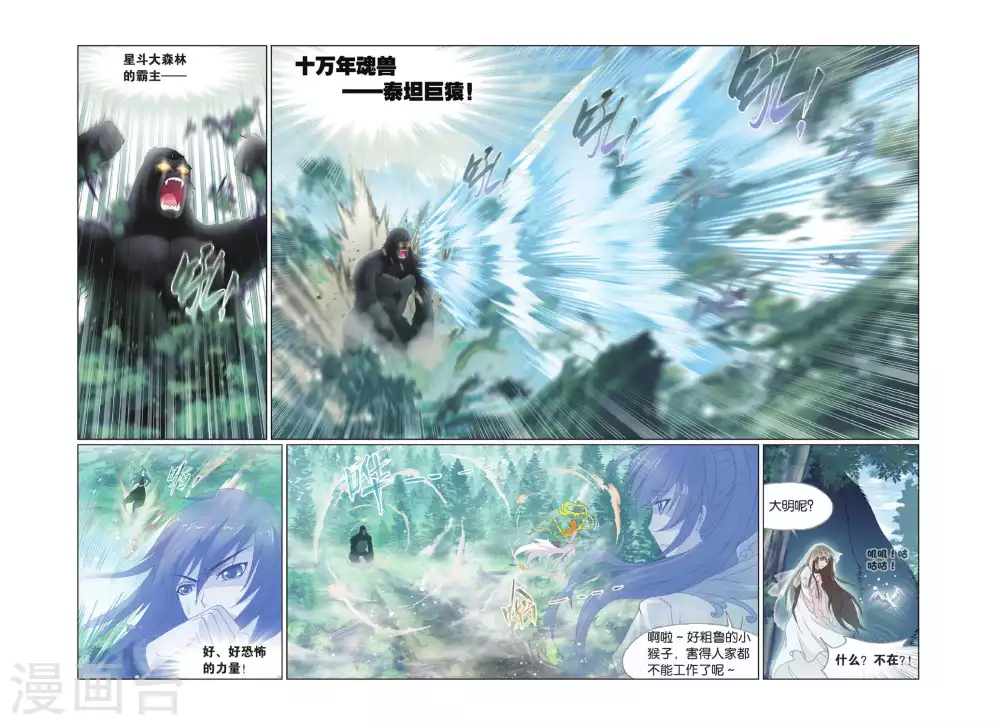 星斗大森林
的霸主——
吼!
十万年魂兽
——泰坦巨猿!
吼!
吼!
吼!
好、好恐怖
的力量!
啊啦~好粗鲁的小
猴子,害得人家都
不能工作了呢~
大明呢?
叽叽!咕
咕咕!
什么?不在?!
漫画台